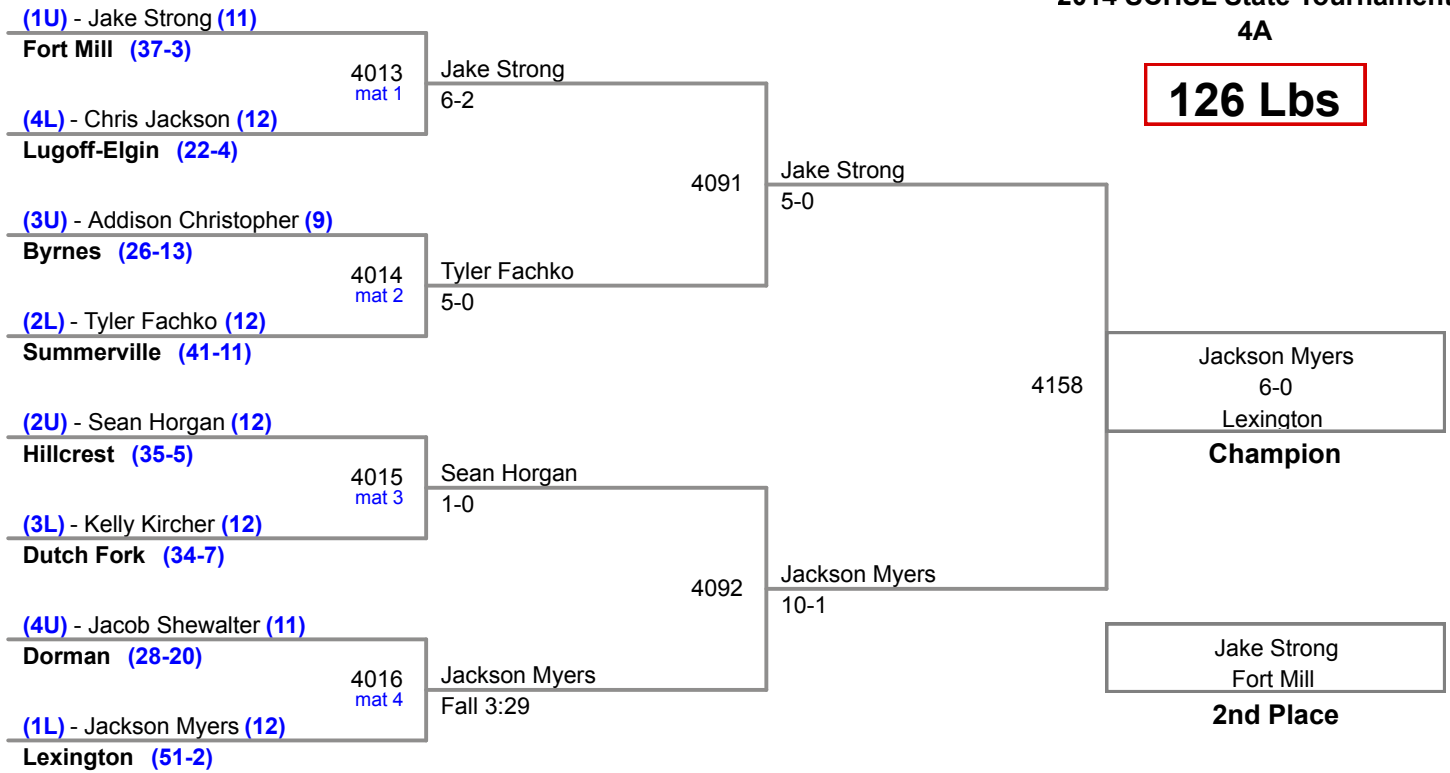 2014 SCHSL State Tournament
4A
126 Lbs
(1U) - Jake Strong (11)
Fort Mill (37-3)
4013
mat 1
Jake Strong
6-2
(4L) - Chris Jackson (12)
Lugoff-Elgin (22-4)
4091
Jake Strong
5-0
(3U) - Addison Christopher (9)
Byrnes (26-13)
4014
mat 2
Tyler Fachko
5-0
(2L) - Tyler Fachko (12)
Summerville (41-11)
4158
Jackson Myers
6-0
Lexington
Champion
(2U) - Sean Horgan (12)
Hillcrest (35-5)
4015
mat 3
Sean Horgan
1-0
(3L) - Kelly Kircher (12)
Dutch Fork (34-7)
4092
Jackson Myers
10-1
(4U) - Jacob Shewalter (11)
Dorman (28-20)
4016
mat 4
Jackson Myers
Fall 3:29
(1L) - Jackson Myers (12)
Lexington (51-2)
Jake Strong
Fort Mill
2nd Place